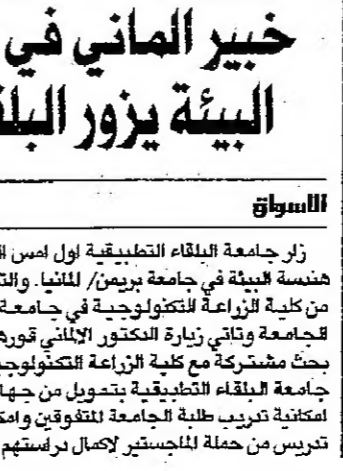 خبير الماني في
البيئة يزور البلق
الاسواق
زار جامعة البلقاء التطبيقية اول امس ال
هندسة البيئة في جامعة بريمن/ المانيا. والت
من كلية الزراعة التكنولوجية في جامعة
الجامعة وتاتي زيارة الدكتور الالماني
بحث مشتركة مع كلية الزراعة التكنولوجي
جامعة البلقاء التطبيقية بتمويل من جها
امكانية تدريب طلبة الجامعة المتفوقين وامك
تدريس من حملة الماجستير لاكمال دراستهم